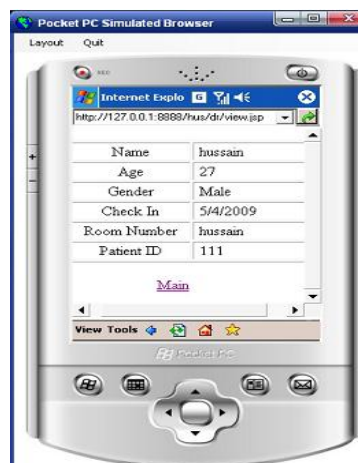 Pocket PC Simulated Browser
Layout Quit
Internet Explo
http://127.0.0.1:8888/hus/dr/view.jsp
Name hussain
Age 27
Gender Male
Check In 5/4/2009
Room Number hussain
Patient ID 111
Main
View Tools
Pocket PC